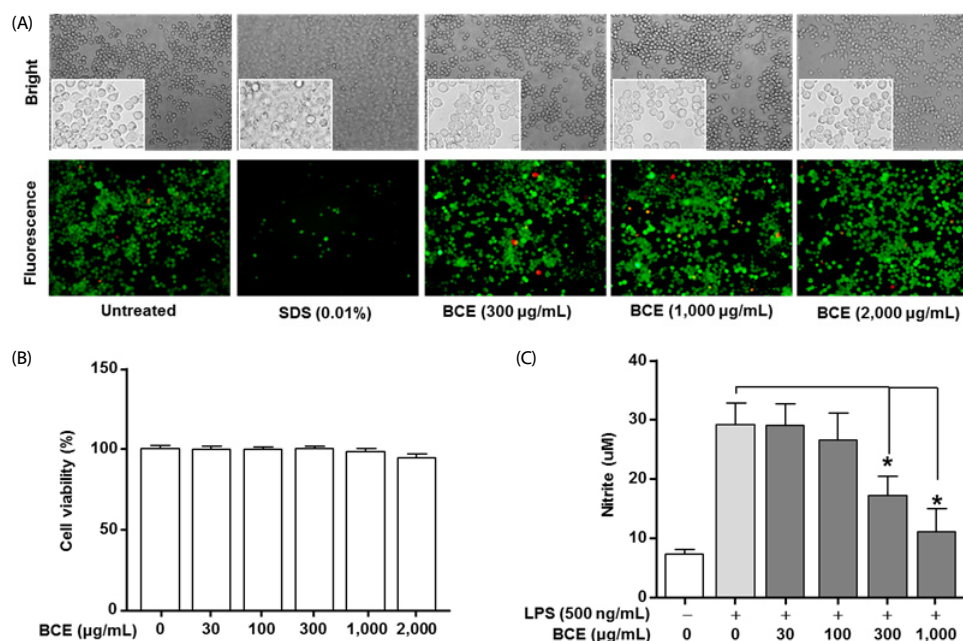 (A)
Bright
Fluorescence
Untreated SDS (0.01%) BCE (300 µg/mL) BCE (1,000 µg/mL) BCE (2,000 µg/mL)
(B)
Cell viability (%)
150
100
50
0
BCE (µg/mL) 0 30 100 300 1,000 2,000
(C)
Nitrite (uM)
40
30
20
10
0
* *
LPS (500 ng/mL) – + + + + +
BCE (µg/mL) 0 0 30 100 300 1,000